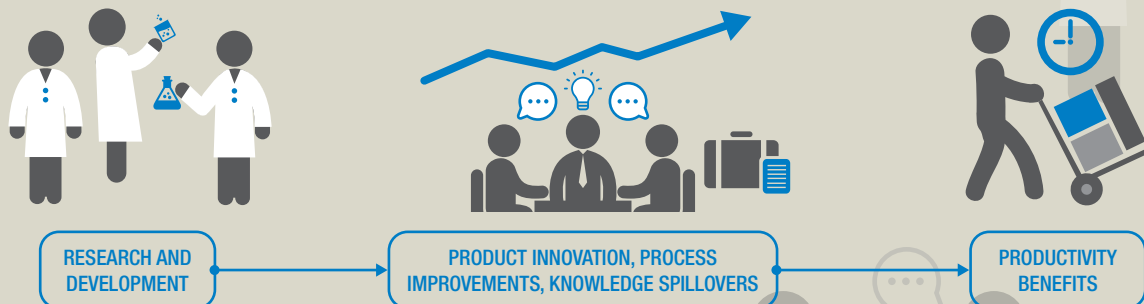 RESEARCH AND
DEVELOPMENT
PRODUCT INNOVATION, PROCESS
IMPROVEMENTS, KNOWLEDGE SPILLOVERS
PRODUCTIVITY
BENEFITS